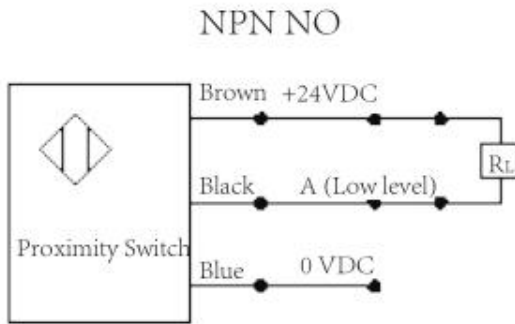 NPN NO
Brown +24VDC
RL
Black A (Low level)
Proximity Switch
Blue 0 VDC